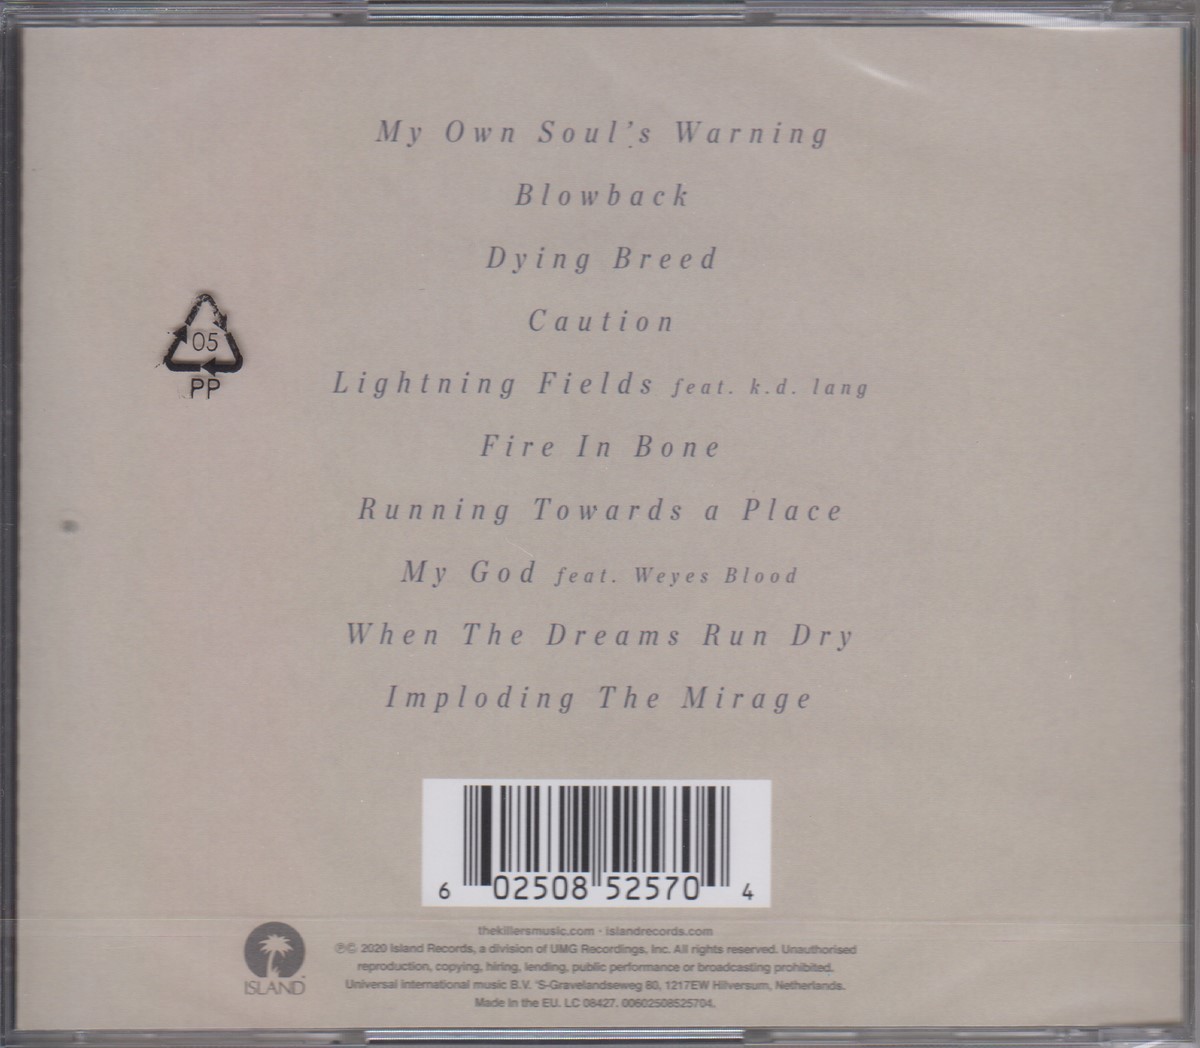 My Own Soul's Warning
Blowback
Dying Breed
Caution
05
PP
Lightning Fields feat. k.d. lang
Fire In Bone
Running Towards a Place
My God feat. Weyes Blood
When The Dreams Run Dry
Imploding The Mirage
6 02508 52570 4
thekillersmusic.com · islandrecords.com
℗© 2020 Island Records, a division of UMG Recordings, Inc. All rights reserved. Unauthorised
reproduction, copying, hiring, lending, public performance or broadcasting prohibited.
Universal international music B.V. 'S-Gravelandseweg 80, 1217EW Hilversum, Netherlands.
Made in the EU. LC 08427. 00602508525704.
ISLAND